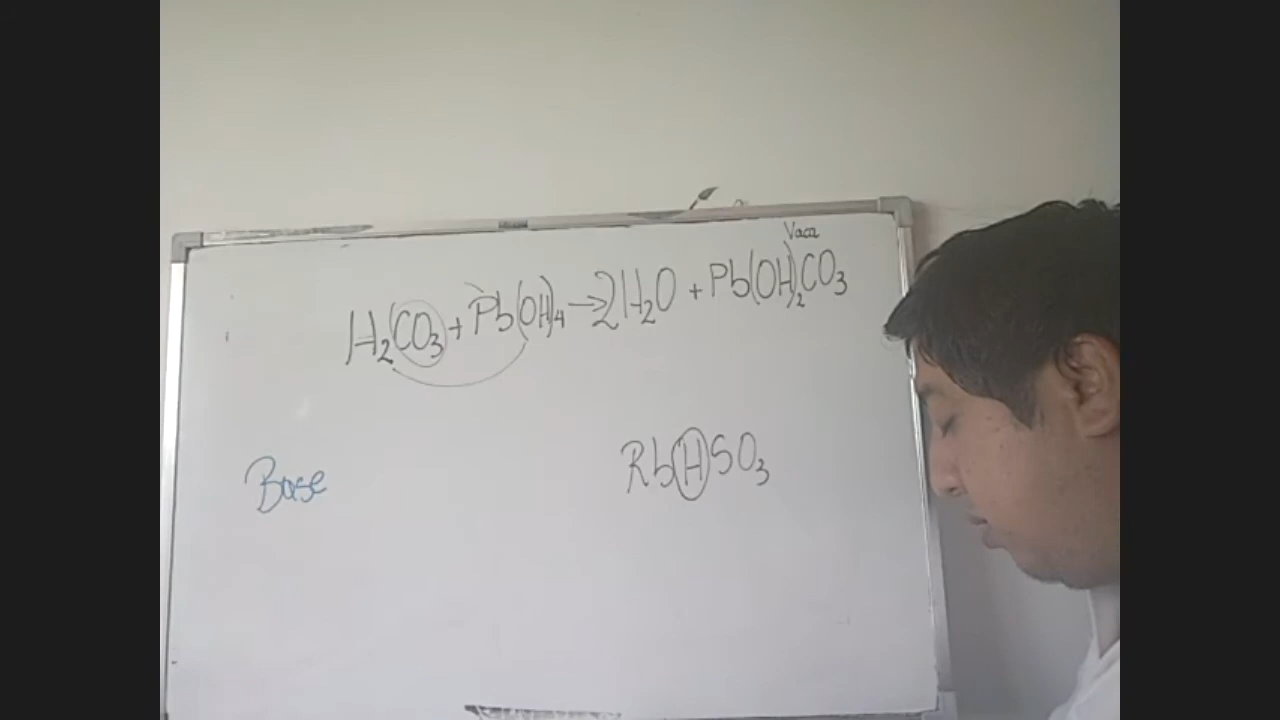 Vaca
H₂CO₃ + Pb(OH)₄ → 2H₂O + Pb(OH)₂CO₃
Base
RbHSO₃